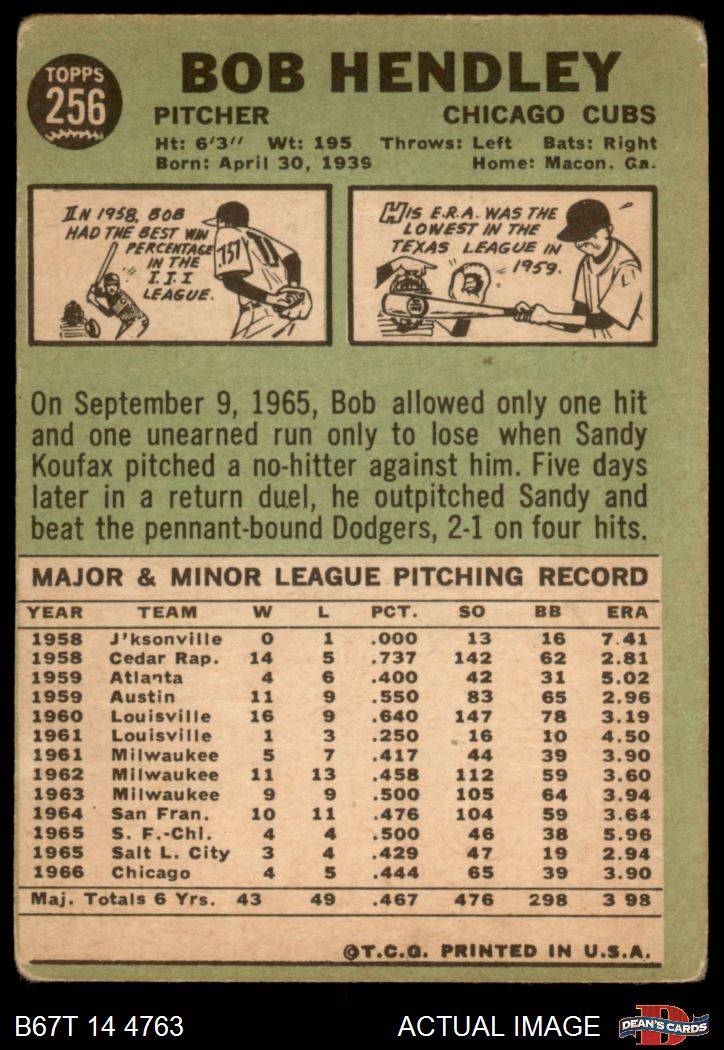 TOPPS
256
BOB HENDLEY
PITCHER CHICAGO CUBS
Ht: 6'3" Wt: 195 Throws: Left Bats: Right
Born: April 30, 1939 Home: Macon. Ga.
IN 1958, BOB
HAD THE BEST WIN
PERCENTAGE
IN THE
I. I. I
LEAGUE.
HIS E.R.A. WAS THE
LOWEST IN THE
TEXAS LEAGUE IN
1959.
On September 9, 1965, Bob allowed only one hit
and one unearned run only to lose when Sandy
Koufax pitched a no-hitter against him. Five days
later in a return duel, he outpitched Sandy and
beat the pennant-bound Dodgers, 2-1 on four hits.
MAJOR & MINOR LEAGUE PITCHING RECORD
YEAR TEAM W L PCT. SO BB ERA
1958 J'ksonville 0 1 .000 13 16 7.41
1958 Cedar Rap. 14 5 .737 142 62 2.81
1959 Atlanta 4 6 .400 42 31 5.02
1959 Austin 11 9 .550 83 65 2.96
1960 Louisville 16 9 .640 147 78 3.19
1961 Louisville 1 3 .250 16 10 4.50
1961 Milwaukee 5 7 .417 44 39 3.90
1962 Milwaukee 11 13 .458 112 59 3.60
1963 Milwaukee 9 9 .500 105 64 3.94
1964 San Fran. 10 11 .476 104 59 3.64
1965 S. F.-Chi. 4 4 .500 46 38 5.96
1965 Salt L. City 3 4 .429 47 19 2.94
1966 Chicago 4 5 .444 65 39 3.90
Maj. Totals 6 Yrs. 43 49 .467 476 298 3 98
©T.C.G. PRINTED IN U.S.A.
B67T 14 4763 ACTUAL IMAGE
DEAN'S CARDS